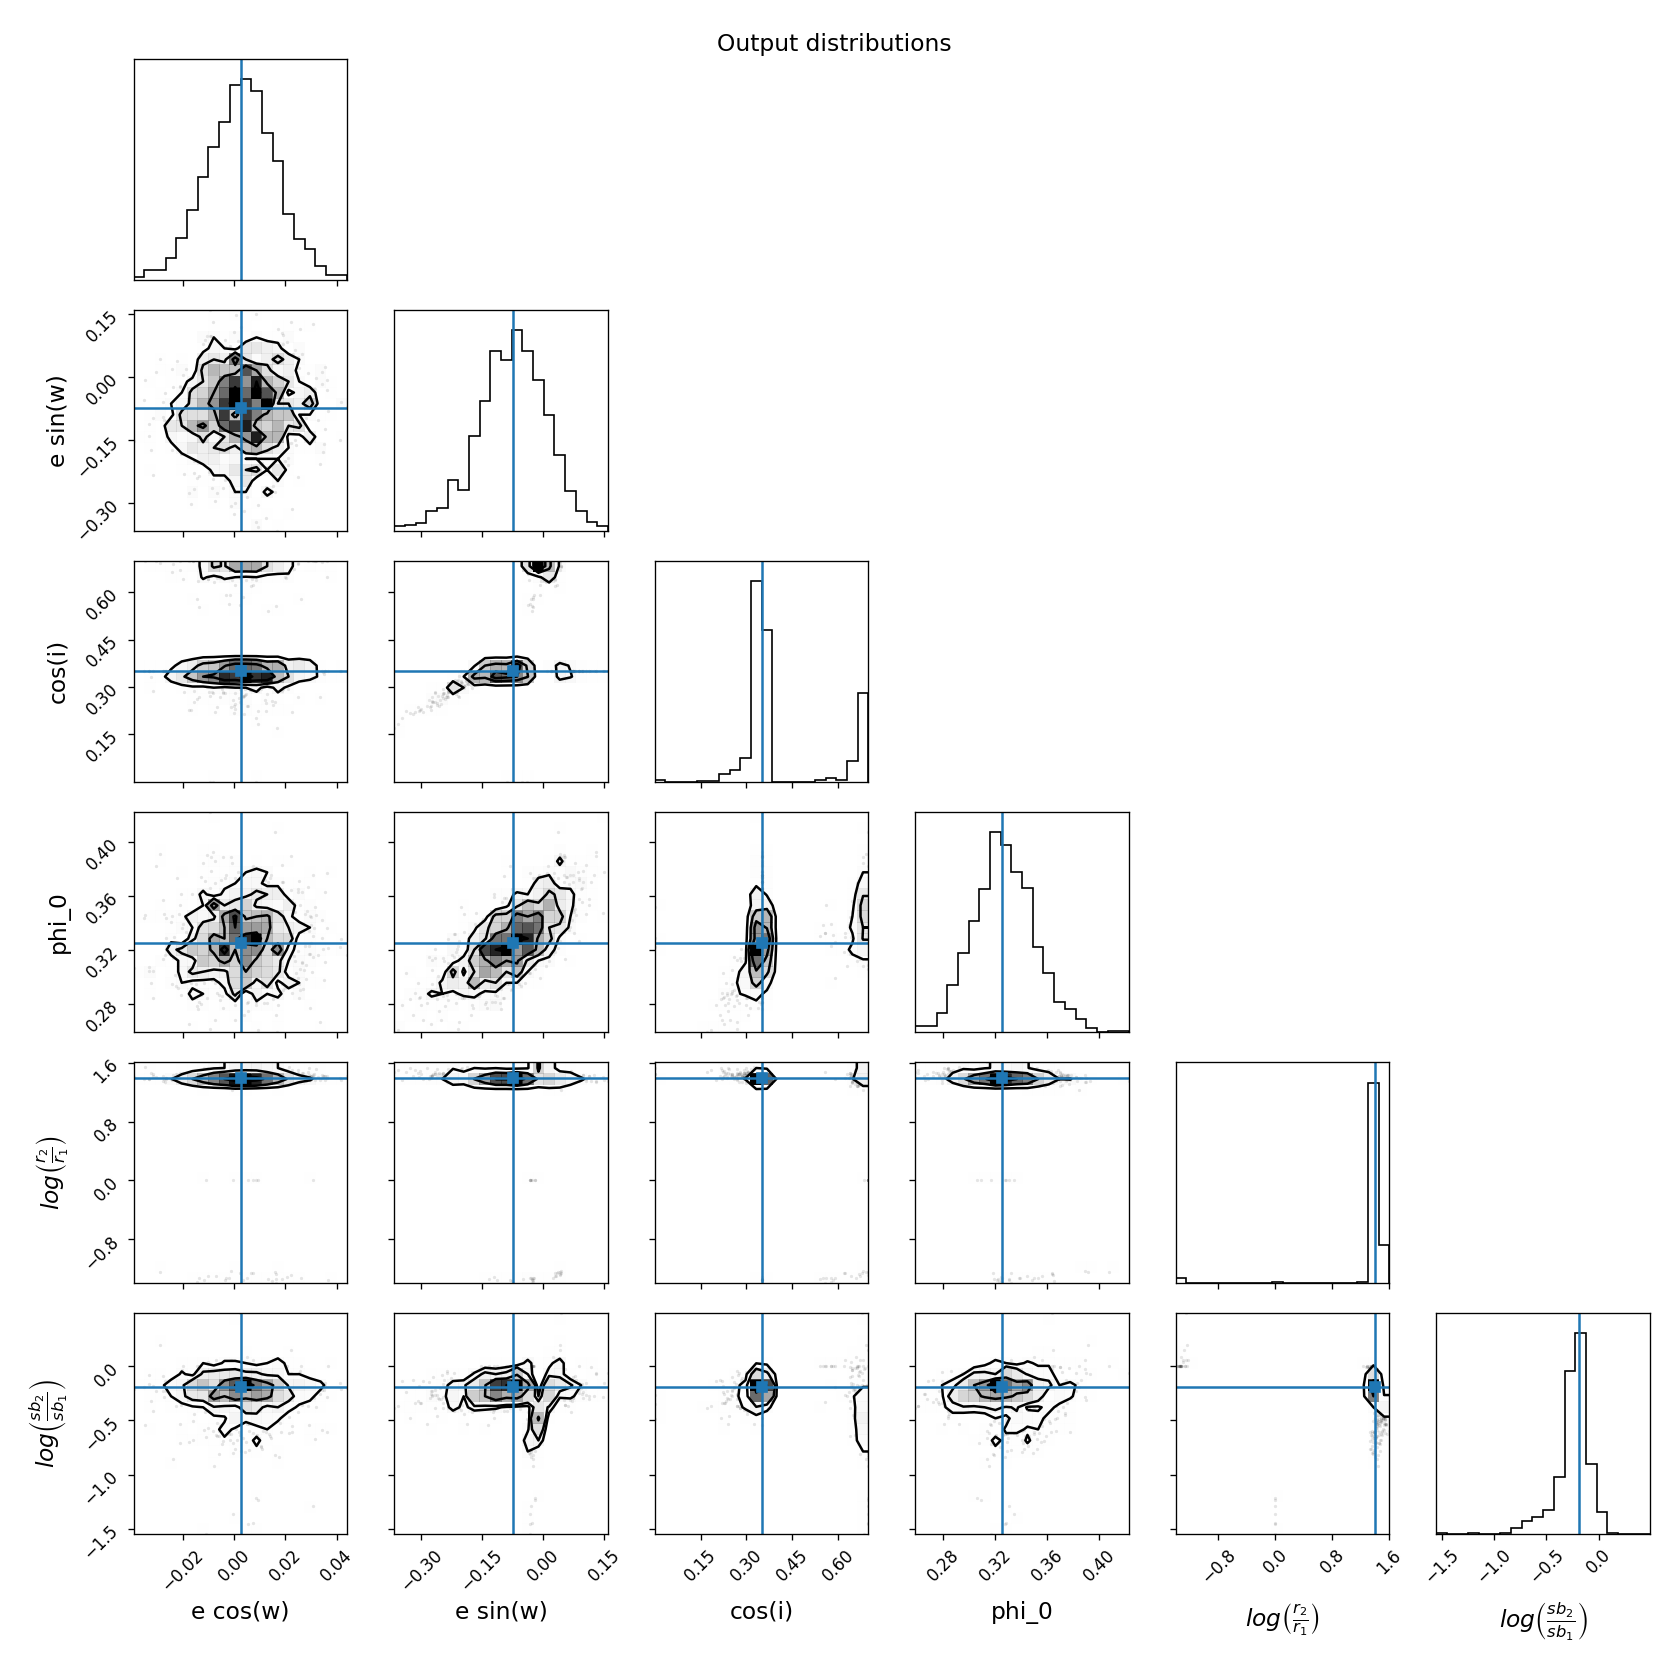 Output distributions
0.15
0.00
−0.15
−0.30
e sin(w)
0.60
0.45
0.30
0.15
cos(i)
0.40
0.36
0.32
0.28
phi_0
1.6
0.8
0.0
−0.8
log(r₂/r₁)
0.0
−0.5
−1.0
−1.5
log(sb₂/sb₁)
−0.02 0.00 0.02 0.04
−0.30 −0.15 0.00 0.15
0.15 0.30 0.45 0.60
0.28 0.32 0.36 0.40
−0.8 0.0 0.8 1.6
−1.5 −1.0 −0.5 0.0
e cos(w) e sin(w) cos(i) phi_0 log(r₂/r₁) log(sb₂/sb₁)